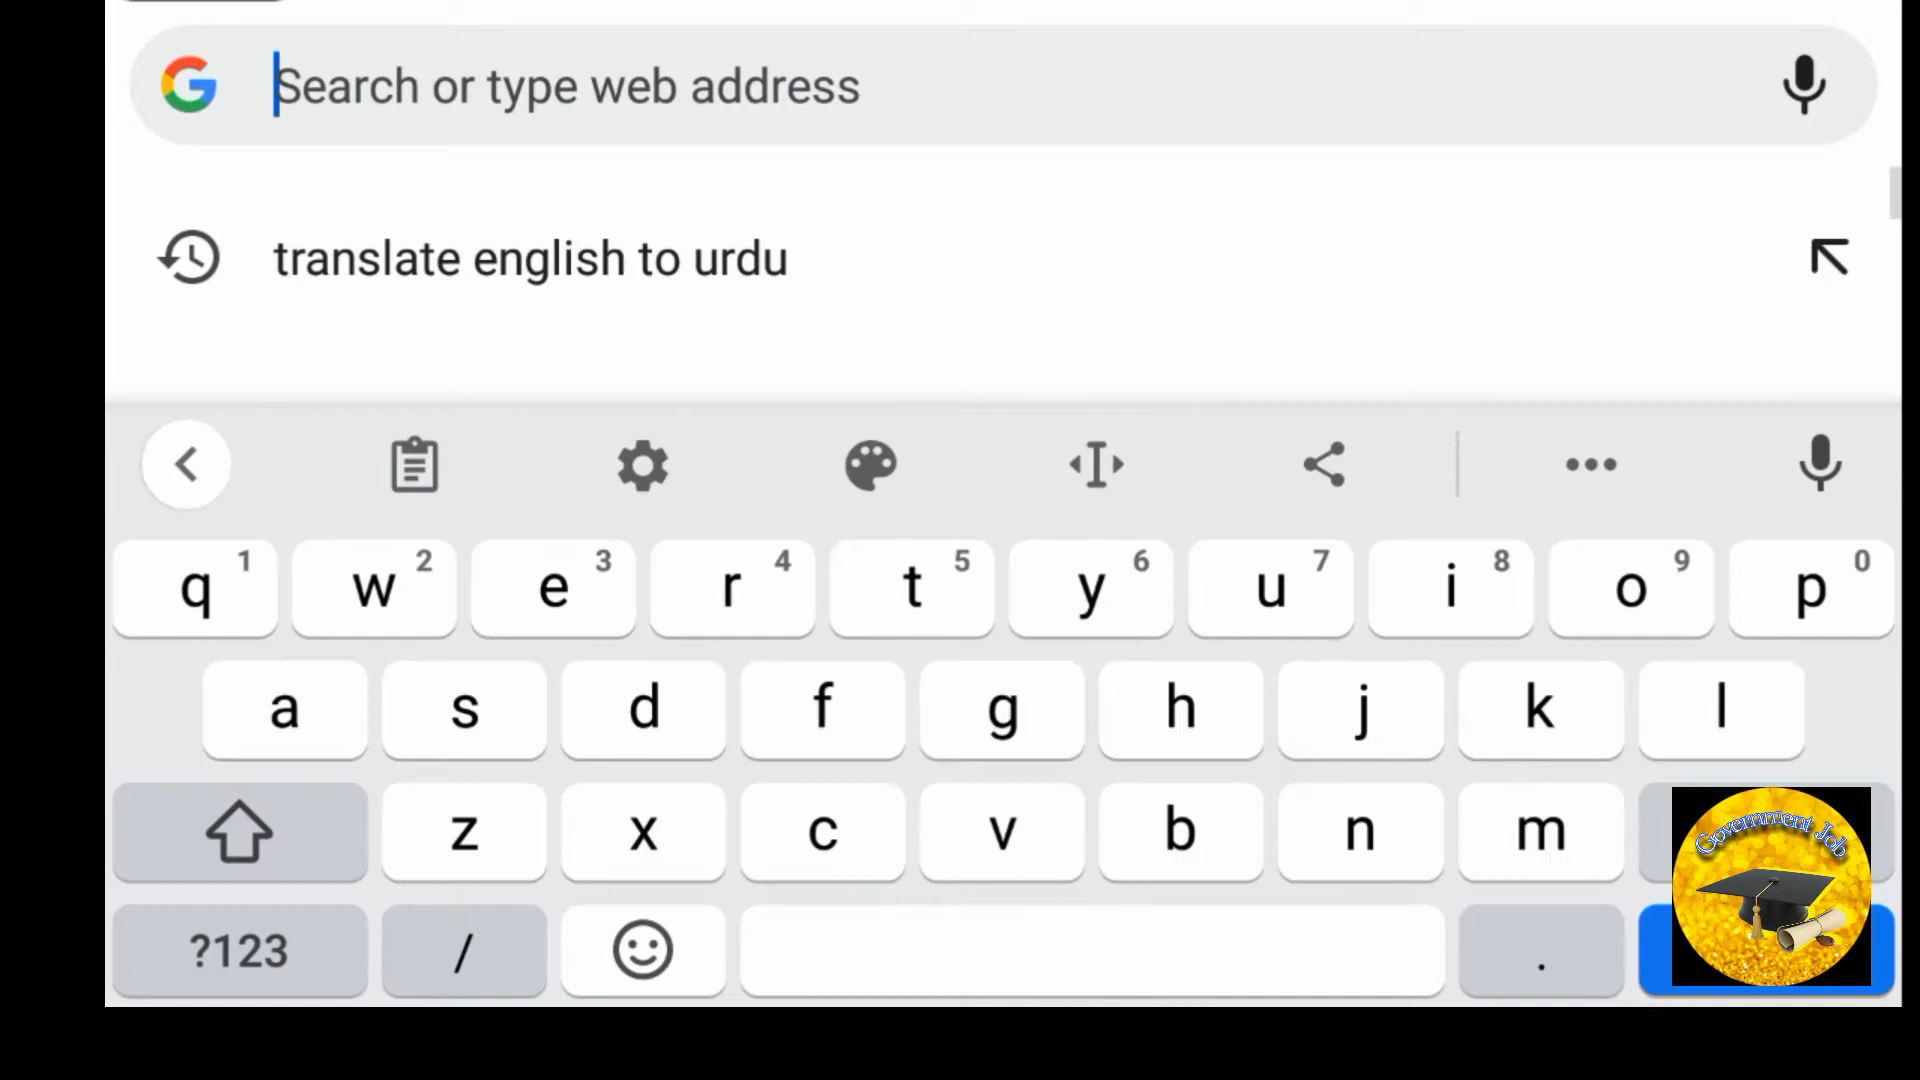 Search or type web address
translate english to urdu
q 1 w 2 e 3 r 4 t 5 y 6 u 7 i 8 o 9 p 0
a s d f g h j k l
z x c v b n m
Government Job
?123 / .